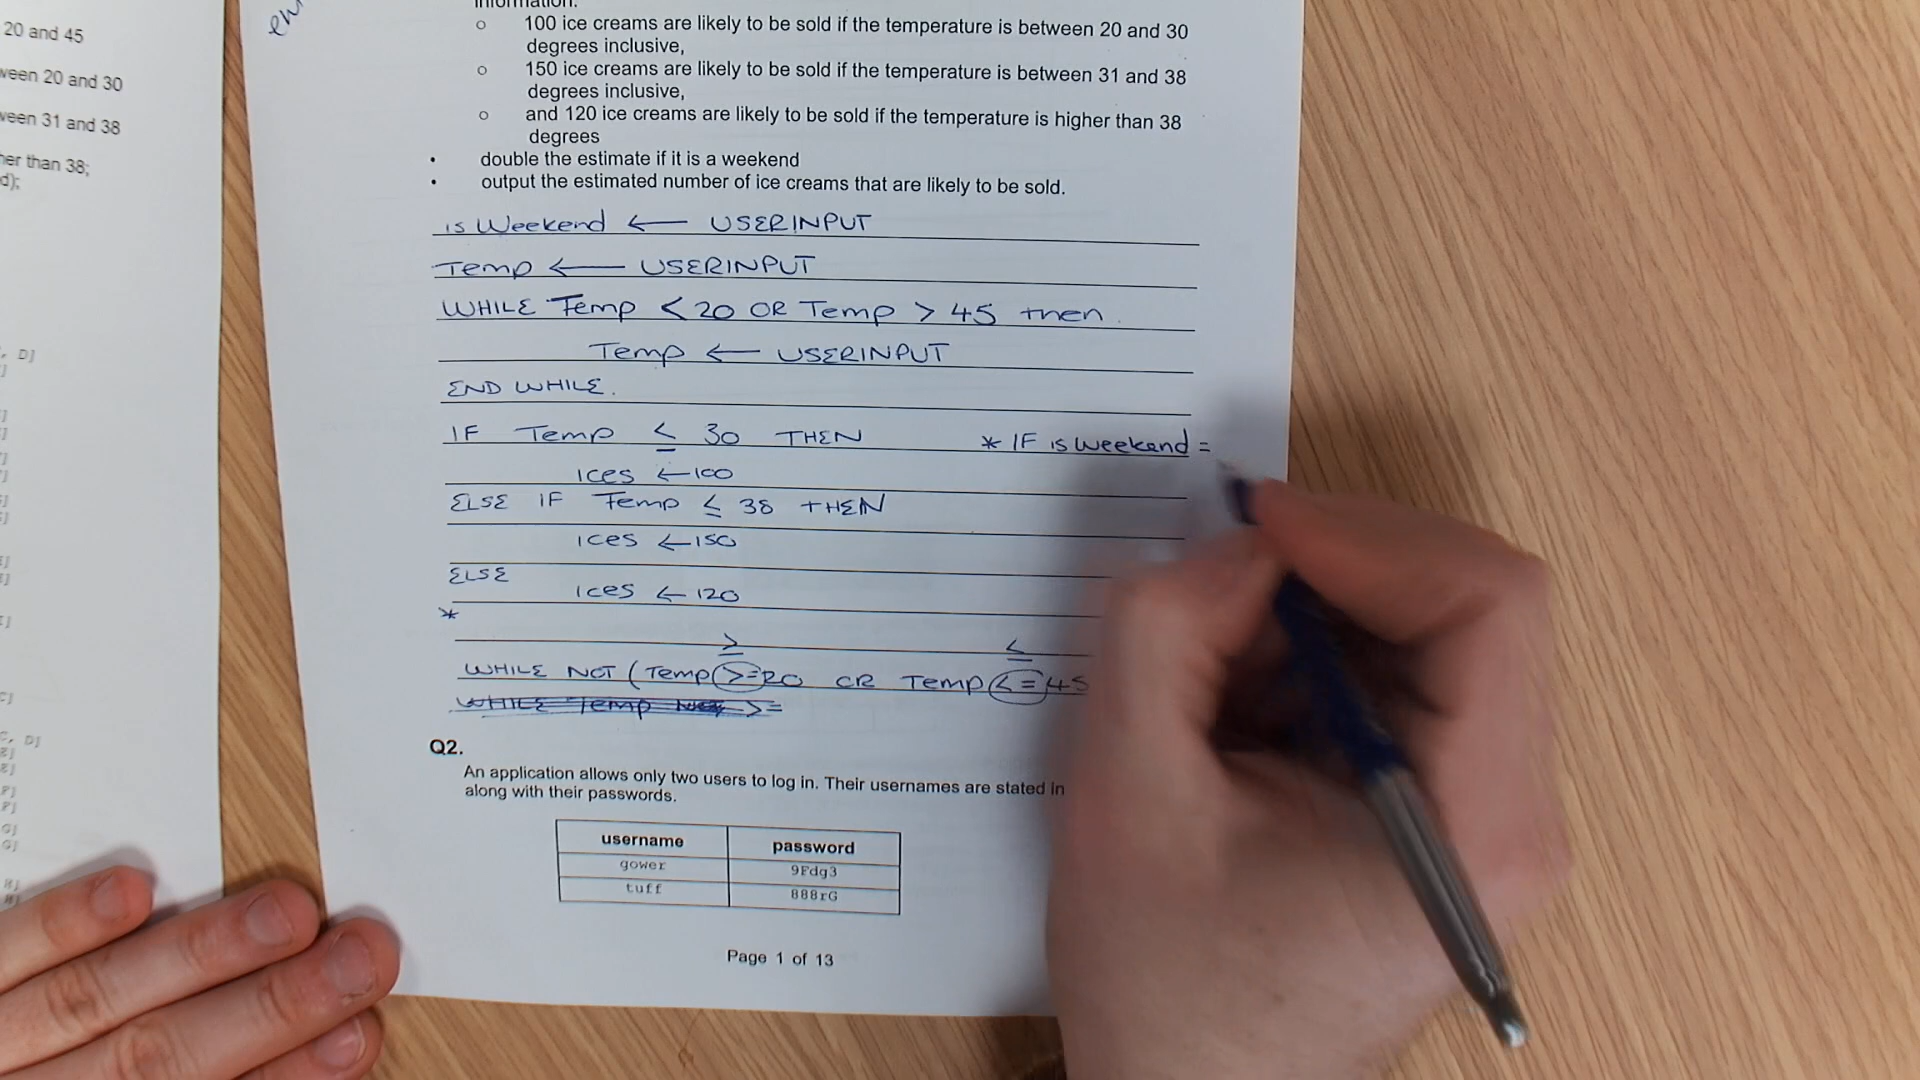 20 and 45
ween 20 and 30
ween 31 and 38
her than 38;
d);
, D]
C, D]
information:
o 100 ice creams are likely to be sold if the temperature is between 20 and 30
degrees inclusive,
o 150 ice creams are likely to be sold if the temperature is between 31 and 38
degrees inclusive,
o and 120 ice creams are likely to be sold if the temperature is higher than 38
degrees
• double the estimate if it is a weekend
• output the estimated number of ice creams that are likely to be sold.
is Weekend ← USERINPUT
Temp ← USERINPUT
WHILE Temp < 20 OR Temp > 45 then
Temp ← USERINPUT
END WHILE.
IF Temp ≤ 30 THEN * IF is Weekend =
ices ← 100
ELSE IF Temp ≤ 38 THEN
ices ← 150
ELSE
ices ← 120
*
≥ ≤
WHILE NOT (Temp >= 20 OR Temp <= 45
WHILE Temp >=
Q2.
An application allows only two users to log in. Their usernames are stated in
along with their passwords.
username password
gower 9Fdg3
tuff 888rG
Page 1 of 13